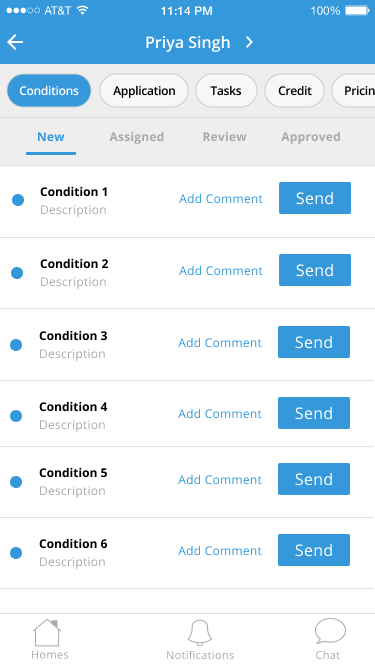 AT&T 11:14 PM 100%
Priya Singh
Conditions Application Tasks Credit Pricin
New Assigned Review Approved
Condition 1
Description
Add Comment Send
Condition 2
Description
Add Comment Send
Condition 3
Description
Add Comment Send
Condition 4
Description
Add Comment Send
Condition 5
Description
Add Comment Send
Condition 6
Description
Add Comment Send
Homes Notifications Chat